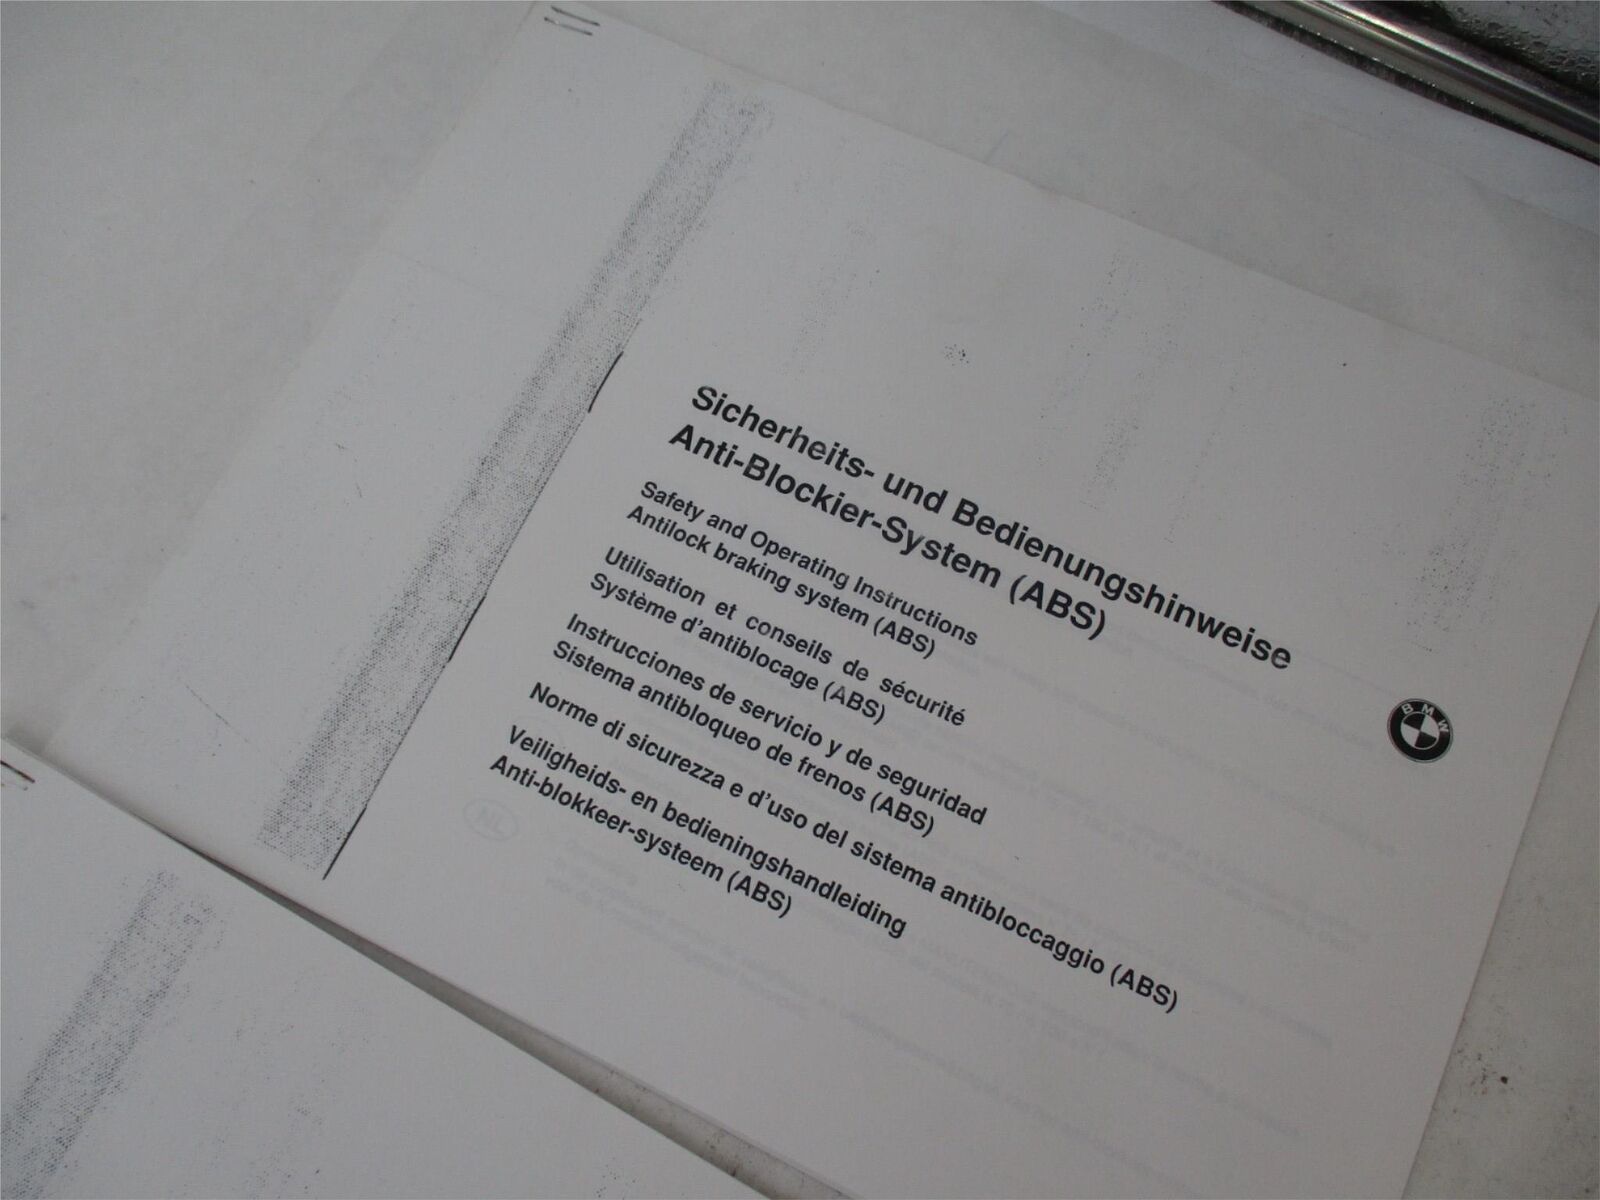 Sicherheits- und Bedienungshinweise
Anti-Blockier-System (ABS)
Safety and Operating Instructions
Antilock braking system (ABS)
Utilisation et conseils de sécurité
Système d'antiblocage (ABS)
Instrucciones de servicio y de seguridad
Sistema antibloqueo de frenos (ABS)
Norme di sicurezza e d'uso del sistema antibloccaggio (ABS)
Veiligheids- en bedieningshandleiding
Anti-blokkeer-systeem (ABS)
BMW
NL